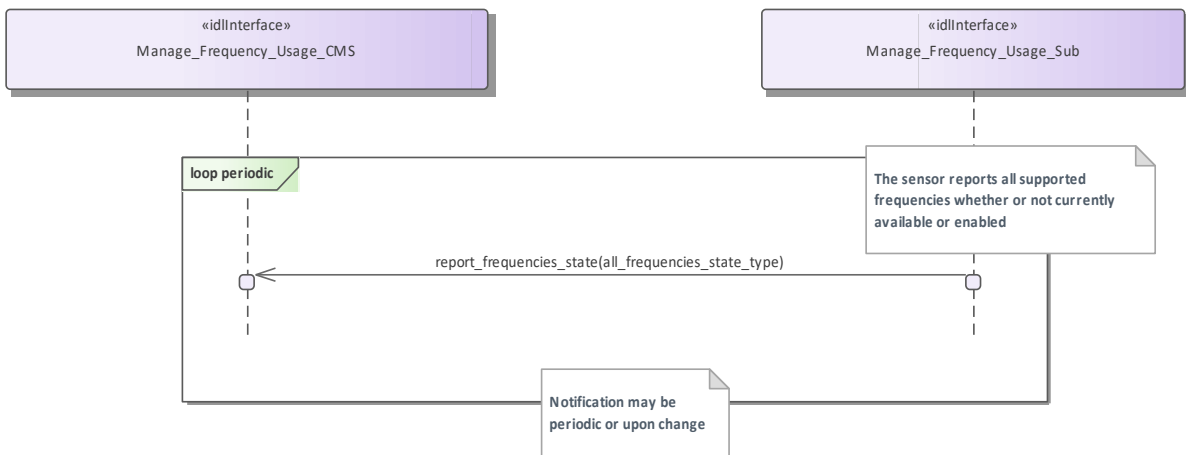 «idlInterface»
Manage_Frequency_Usage_CMS
«idlInterface»
Manage_Frequency_Usage_Sub
loop periodic
The sensor reports all supported
frequencies whether or not currently
available or enabled
report_frequencies_state(all_frequencies_state_type)
Notification may be
periodic or upon change